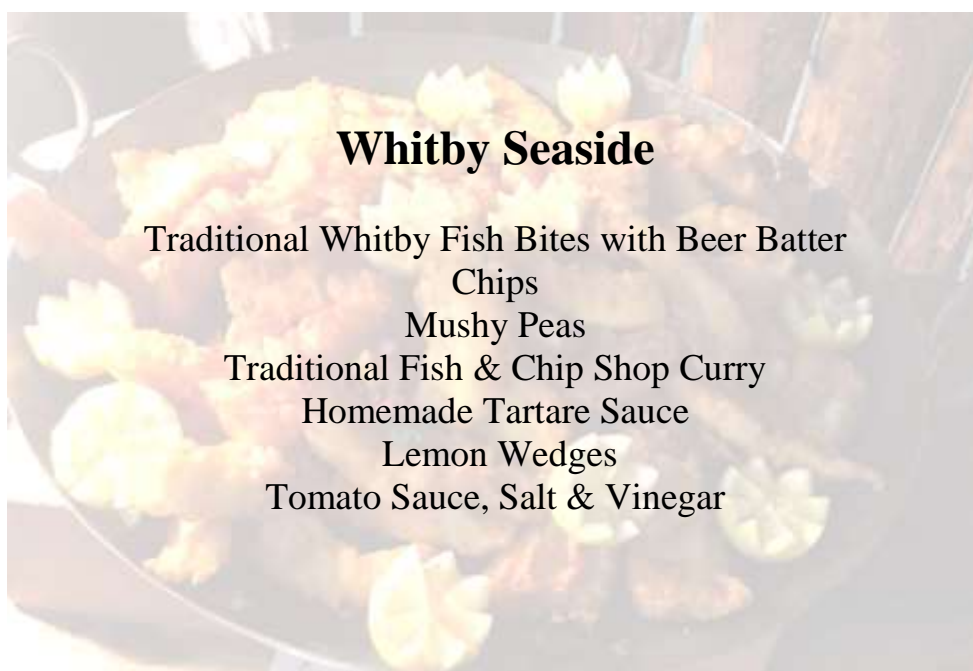 Whitby Seaside
Traditional Whitby Fish Bites with Beer Batter
Chips
Mushy Peas
Traditional Fish & Chip Shop Curry
Homemade Tartare Sauce
Lemon Wedges
Tomato Sauce, Salt & Vinegar